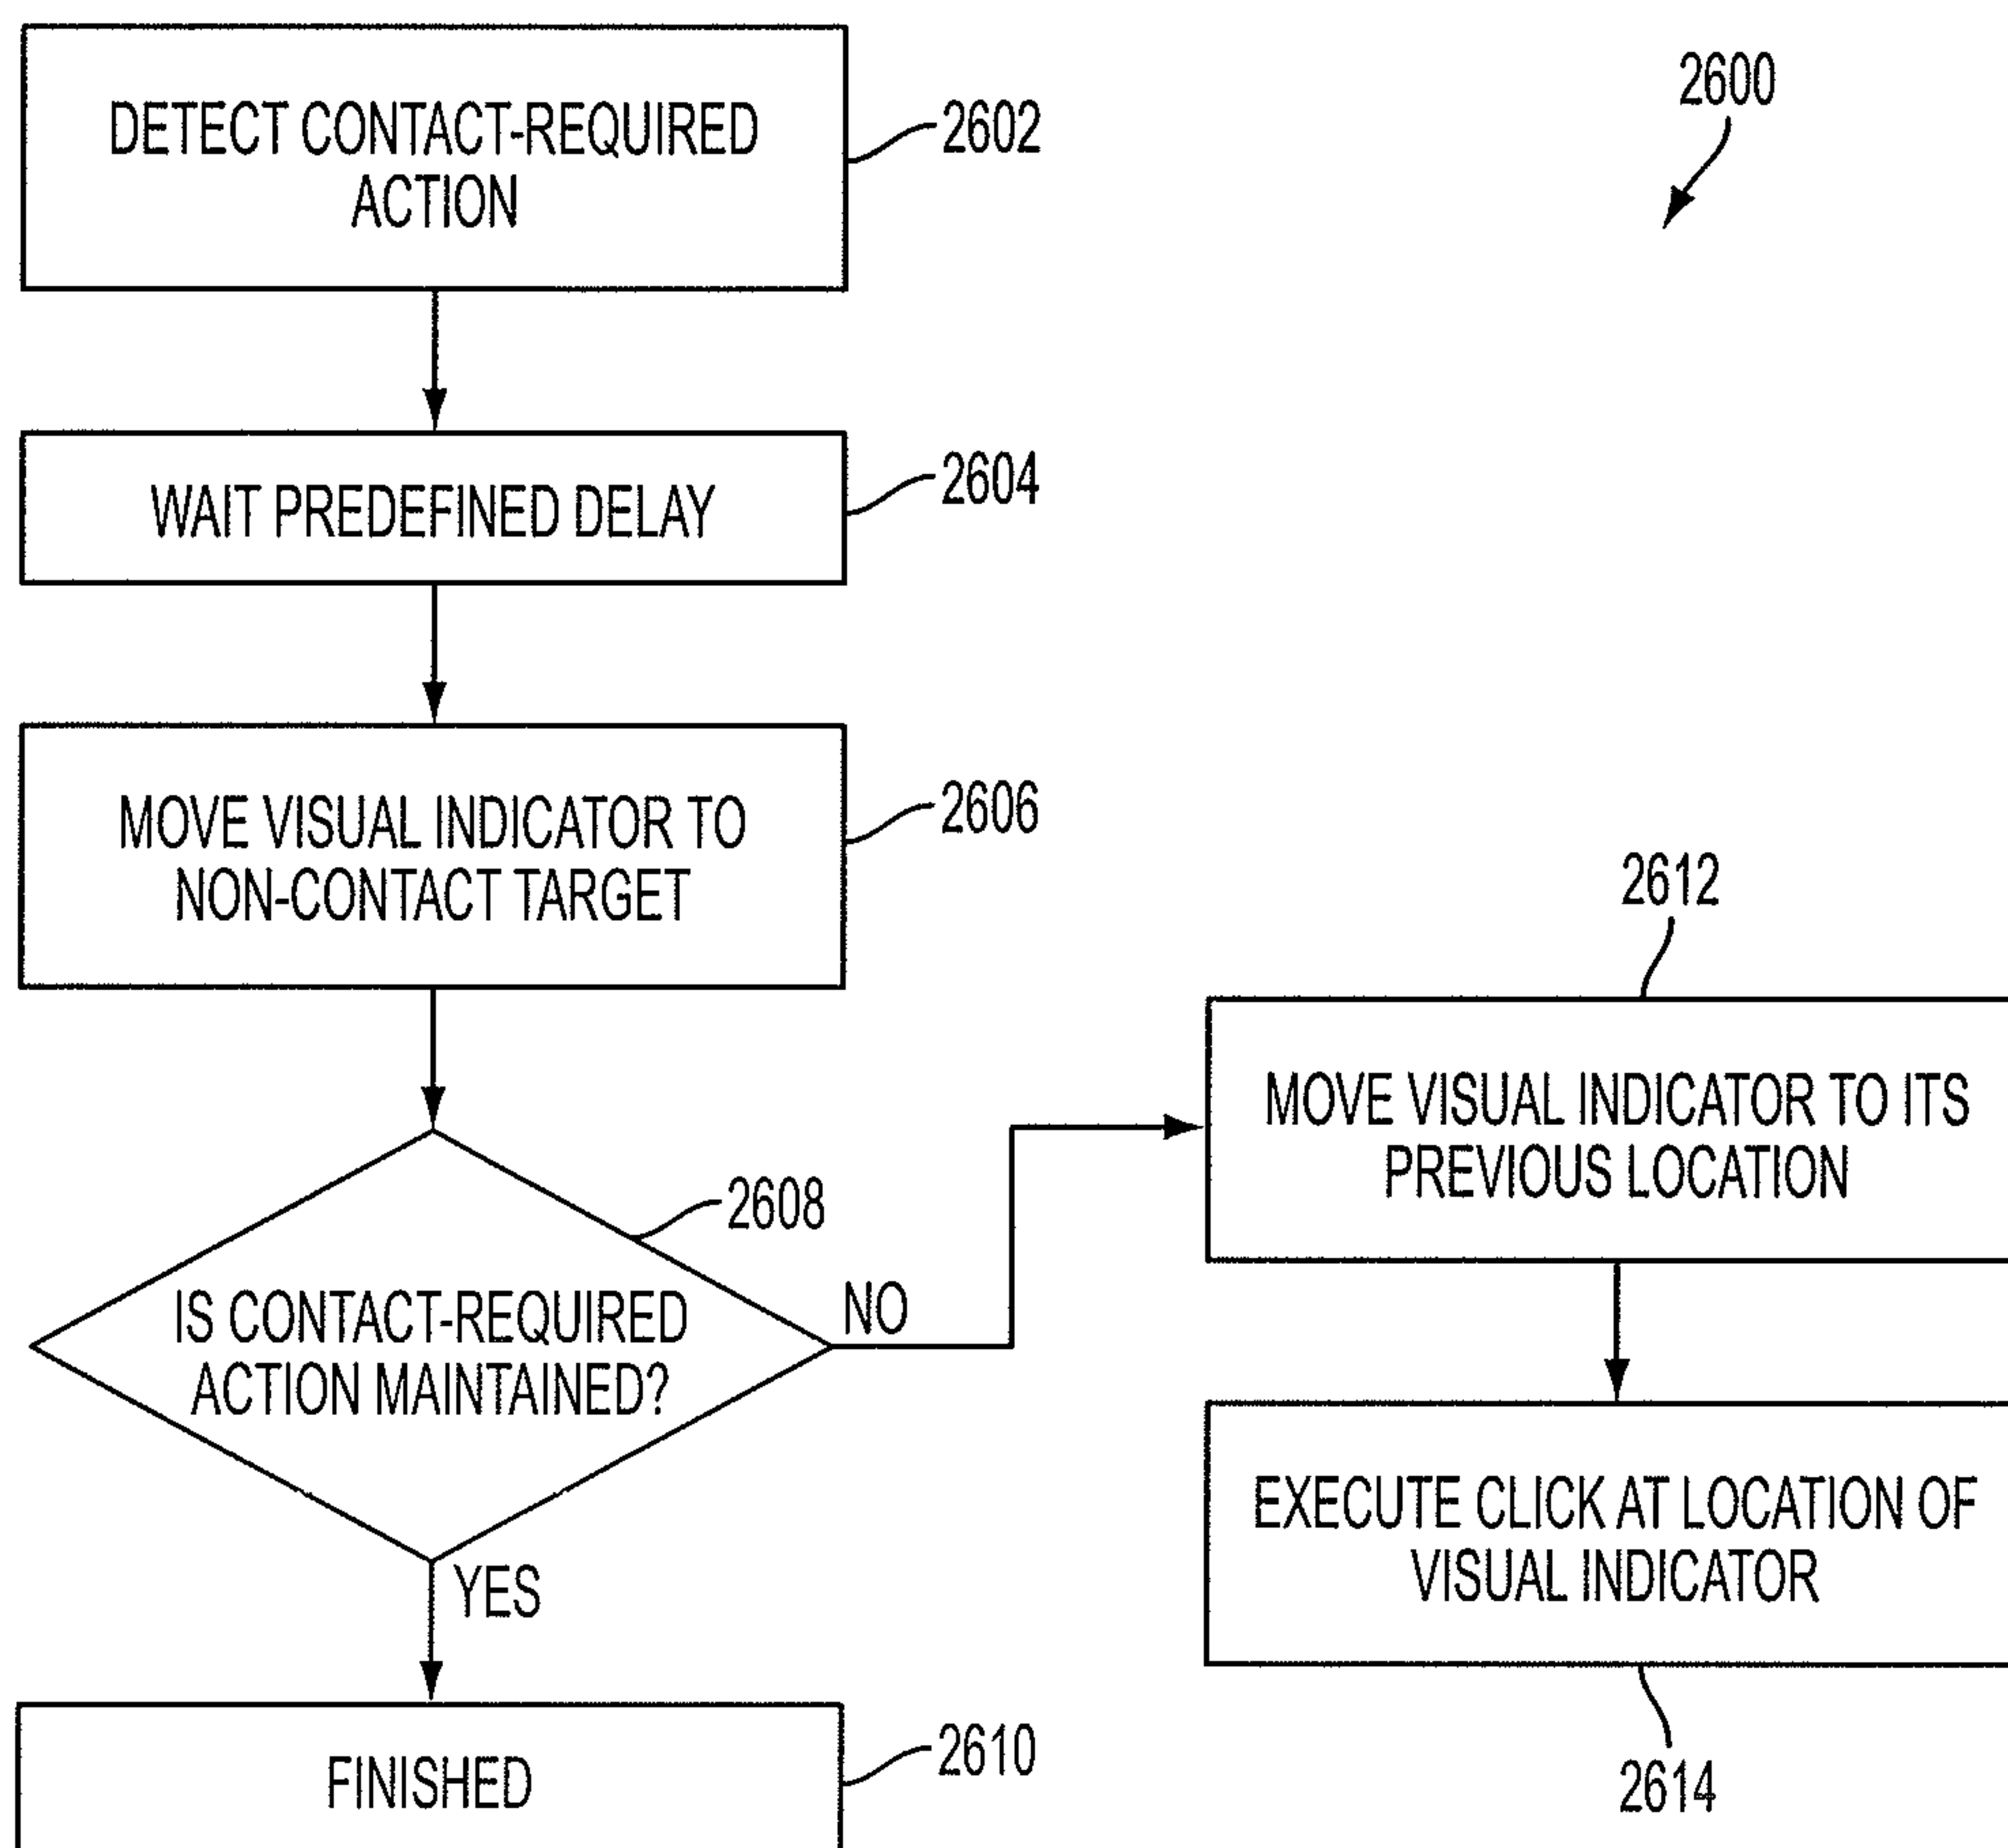 2600
DETECT CONTACT-REQUIRED
ACTION
2602
WAIT PREDEFINED DELAY
2604
MOVE VISUAL INDICATOR TO
NON-CONTACT TARGET
2606
IS CONTACT-REQUIRED
ACTION MAINTAINED?
2608
NO
YES
FINISHED
2610
2612
MOVE VISUAL INDICATOR TO ITS
PREVIOUS LOCATION
EXECUTE CLICK AT LOCATION OF
VISUAL INDICATOR
2614